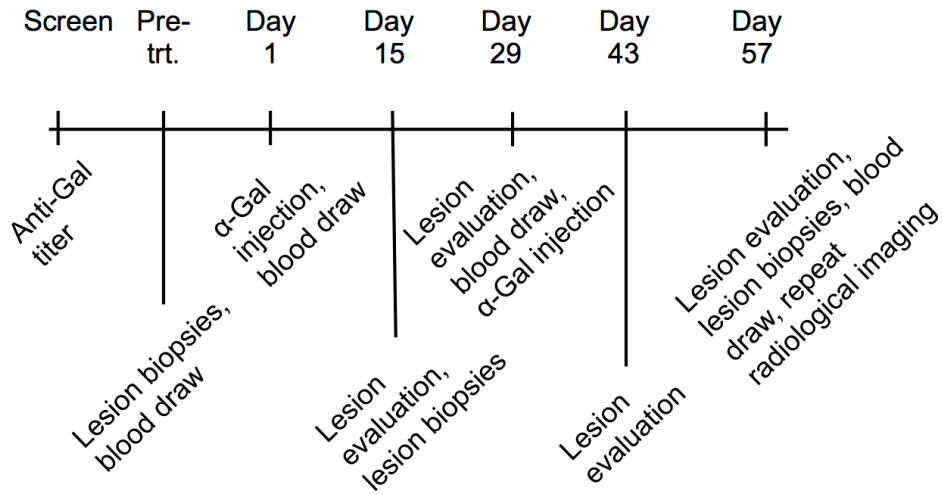 Screen
Pre-
trt.
Day
1
Day
15
Day
29
Day
43
Day
57
Anti-Gal
titer
Lesion biopsies,
blood draw
α-Gal
injection,
blood draw
Lesion
evaluation,
lesion biopsies
Lesion
evaluation,
blood draw,
α-Gal injection
Lesion
evaluation
Lesion evaluation,
lesion biopsies, blood
draw, repeat
radiological imaging